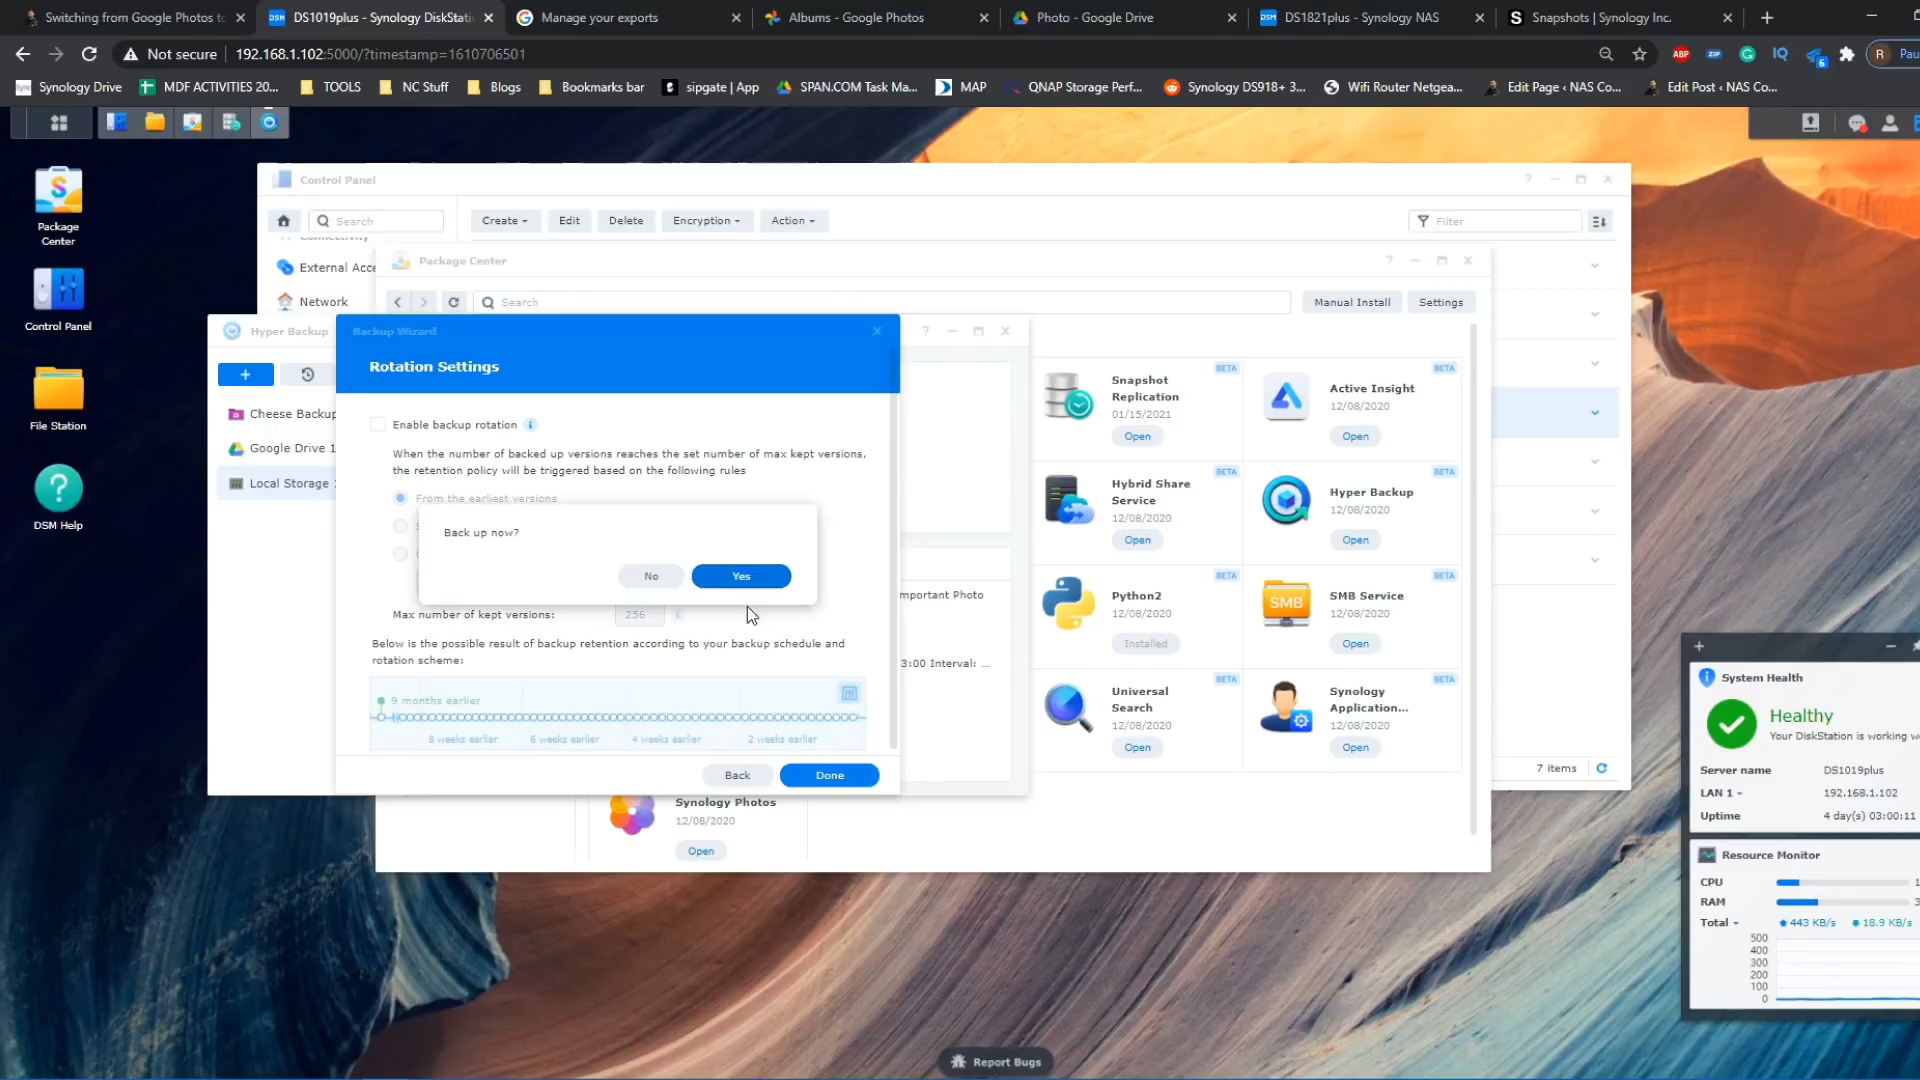 Switching from Google Photos to
DS1019plus - Synology DiskStati
Manage your exports
Albums - Google Photos
Photo - Google Drive
DS1821plus - Synology NAS
Snapshots | Synology Inc.
Not secure
192.168.1.102:5000/?timestamp=1610706501
ABP
ZIP
IQ
6
R
Pau
Synology Drive
MDF ACTIVITIES 20...
TOOLS
NC Stuff
Blogs
Bookmarks bar
sipgate | App
SPAN.COM Task Ma...
MAP
QNAP Storage Perf...
Synology DS918+ 3...
Wifi Router Netgea...
Edit Page ‹ NAS Co...
Edit Post ‹ NAS Co...
Package
Center
Control Panel
File Station
DSM Help
Control Panel
Search
Create
Edit
Delete
Encryption
Action
Filter
Connectivity
External Acce
Network
7 items
Package Center
Search
Manual Install
Settings
BETA
Snapshot
Replication
01/15/2021
Open
BETA
Active Insight
12/08/2020
Open
BETA
Hybrid Share
Service
12/08/2020
Open
BETA
Hyper Backup
12/08/2020
Open
BETA
Python2
12/08/2020
Installed
BETA
SMB Service
12/08/2020
Open
BETA
Universal
Search
12/08/2020
Open
BETA
Synology
Application...
12/08/2020
Open
Synology Photos
12/08/2020
Open
Hyper Backup
Cheese Backup
Google Drive 1
Local Storage
mportant Photo
3:00 Interval: ...
Backup Wizard
Rotation Settings
Enable backup rotation
When the number of backed up versions reaches the set number of max kept versions,
the retention policy will be triggered based on the following rules
From the earliest versions
Back up now?
No
Yes
Max number of kept versions:
256
Below is the possible result of backup retention according to your backup schedule and
rotation scheme:
9 months earlier
8 weeks earlier
6 weeks earlier
4 weeks earlier
2 weeks earlier
Back
Done
System Health
Healthy
Your DiskStation is working w
Server name
DS1019plus
LAN 1
192.168.1.102
Uptime
4 day(s) 03:00:11
Resource Monitor
CPU
RAM
Total
443 KB/s
18.9 KB/s
500
400
300
200
100
0
Report Bugs